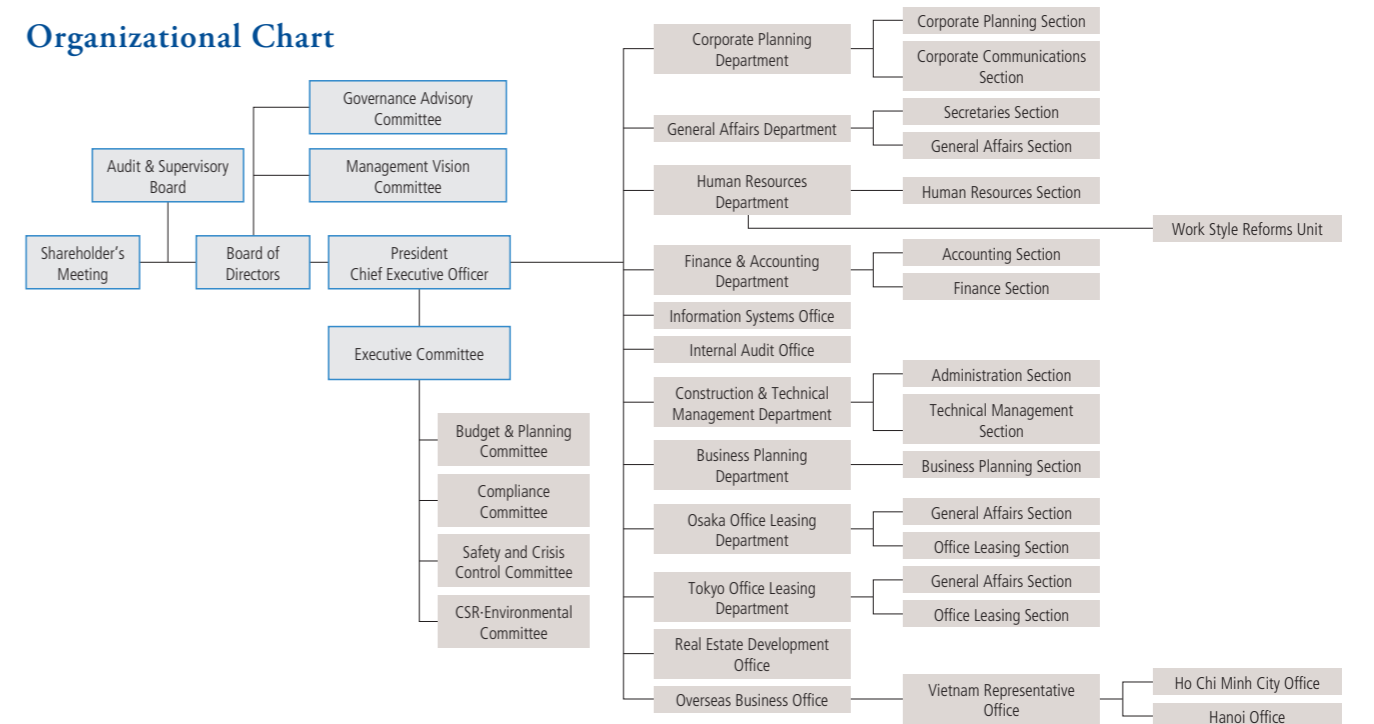 Organizational Chart
Governance Advisory
Committee
Audit & Supervisory
Board
Management Vision
Committee
Shareholder's
Meeting
Board of
Directors
President
Chief Executive Officer
Executive Committee
Budget & Planning
Committee
Compliance
Committee
Safety and Crisis
Control Committee
CSR-Environmental
Committee
Corporate Planning
Department
Corporate Planning Section
Corporate Communications
Section
General Affairs Department
Secretaries Section
General Affairs Section
Human Resources
Department
Human Resources Section
Work Style Reforms Unit
Finance & Accounting
Department
Accounting Section
Finance Section
Information Systems Office
Internal Audit Office
Construction & Technical
Management Department
Administration Section
Technical Management
Section
Business Planning
Department
Business Planning Section
Osaka Office Leasing
Department
General Affairs Section
Office Leasing Section
Tokyo Office Leasing
Department
General Affairs Section
Office Leasing Section
Real Estate Development
Office
Overseas Business Office
Vietnam Representative
Office
Ho Chi Minh City Office
Hanoi Office